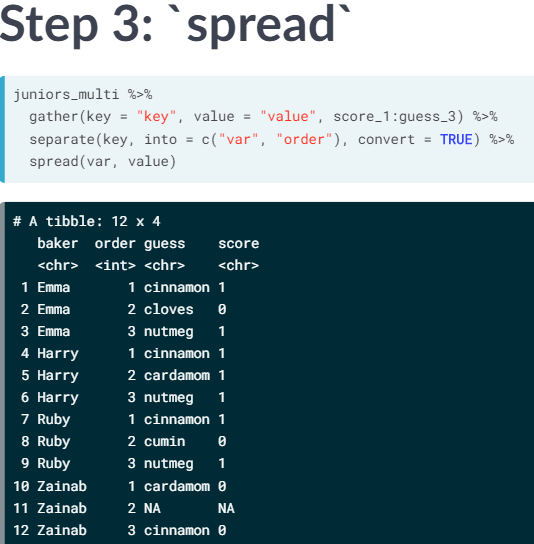 Step 3: `spread`
juniors_multi %>%
  gather(key = "key", value = "value", score_1:guess_3) %>%
  separate(key, into = c("var", "order"), convert = TRUE) %>%
  spread(var, value)
# A tibble: 12 x 4
   baker  order guess    score
   <chr>  <int> <chr>    <chr>
 1 Emma       1 cinnamon 1
 2 Emma       2 cloves   0
 3 Emma       3 nutmeg   1
 4 Harry      1 cinnamon 1
 5 Harry      2 cardamom 1
 6 Harry      3 nutmeg   1
 7 Ruby       1 cinnamon 1
 8 Ruby       2 cumin    0
 9 Ruby       3 nutmeg   1
10 Zainab     1 cardamom 0
11 Zainab     2 NA       NA
12 Zainab     3 cinnamon 0